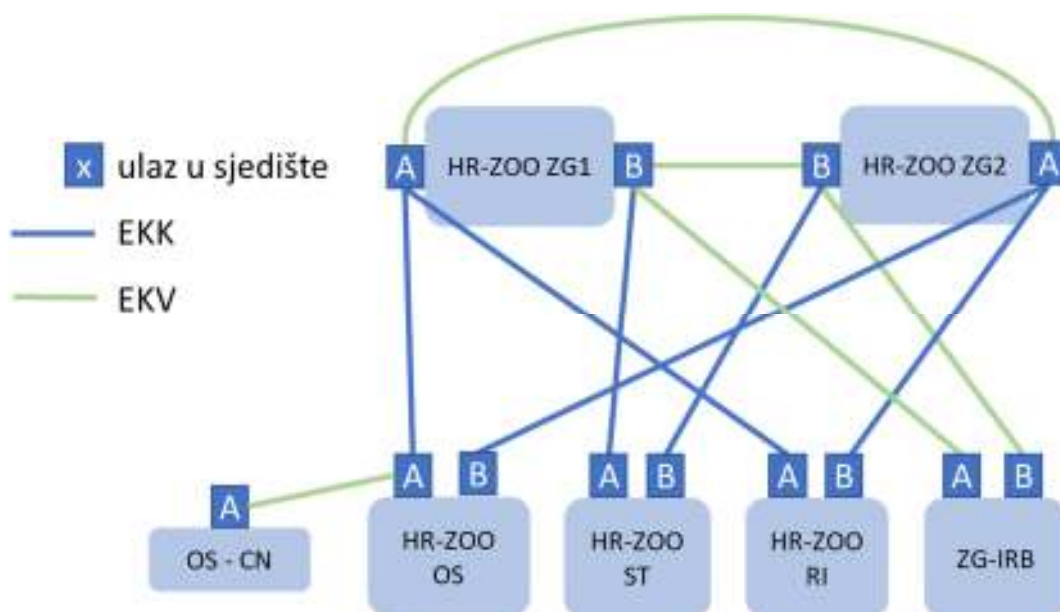 A HR-ZOO ZG1 B
B HR-ZOO ZG2 A
x ulaz u sjedište
EKK
EKV
A
A B
A B
A B
A B
OS - CN
HR-ZOO
OS
HR-ZOO
ST
HR-ZOO
RI
ZG-IRB